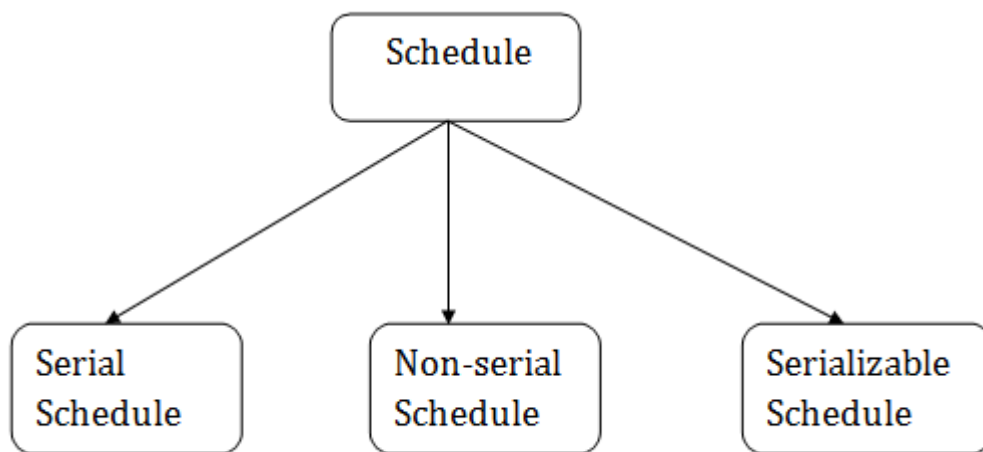 Schedule
Serial
Schedule
Non-serial
Schedule
Serializable
Schedule